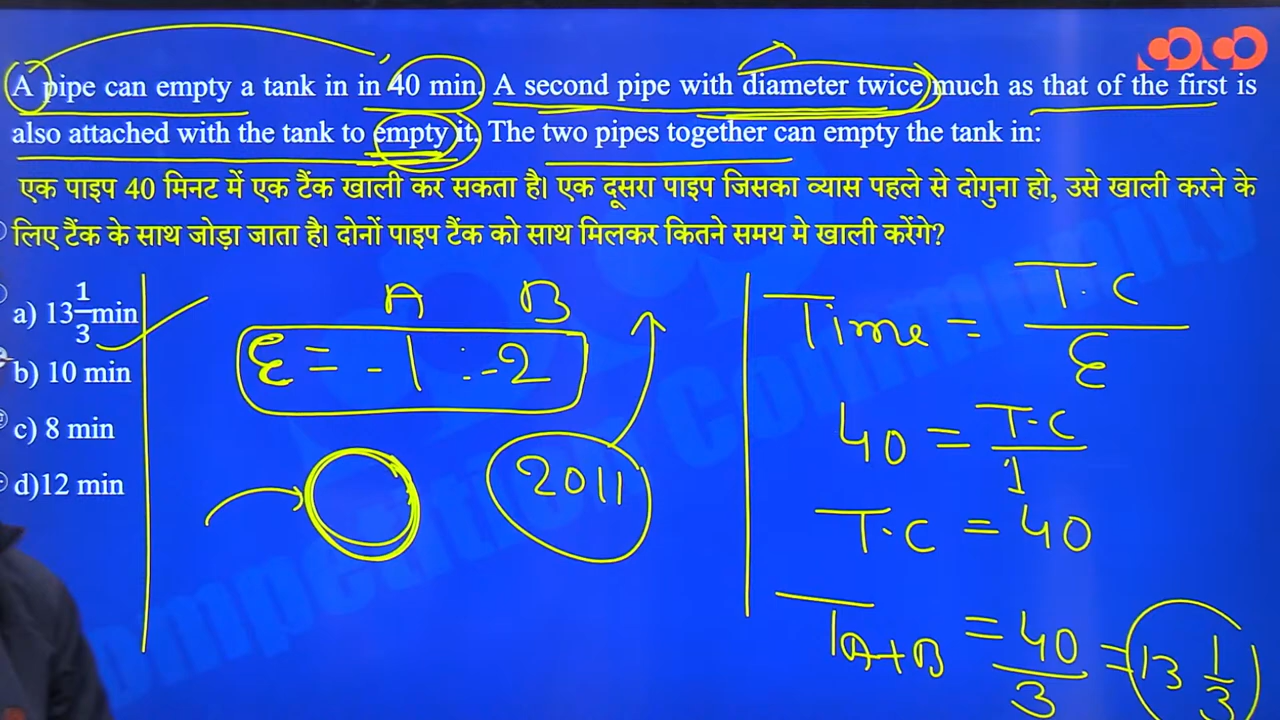 A pipe can empty a tank in in 40 min. A second pipe with diameter twice much as that of the first is
also attached with the tank to empty it. The two pipes together can empty the tank in:
एक पाइप 40 मिनट में एक टैंक खाली कर सकता है। एक दूसरा पाइप जिसका व्यास पहले से दोगुना हो, उसे खाली करने के
लिए टैंक के साथ जोड़ा जाता है। दोनों पाइप टैंक को साथ मिलकर कितने समय मे खाली करेंगे?
a) 13 1/3 min
b) 10 min
c) 8 min
d)12 min
A B
E = -1 : -2
2011
Time = T.C / E
40 = T.C / 1
T.C = 40
T A+B = 40/3 = 13 1/3
Competition Community